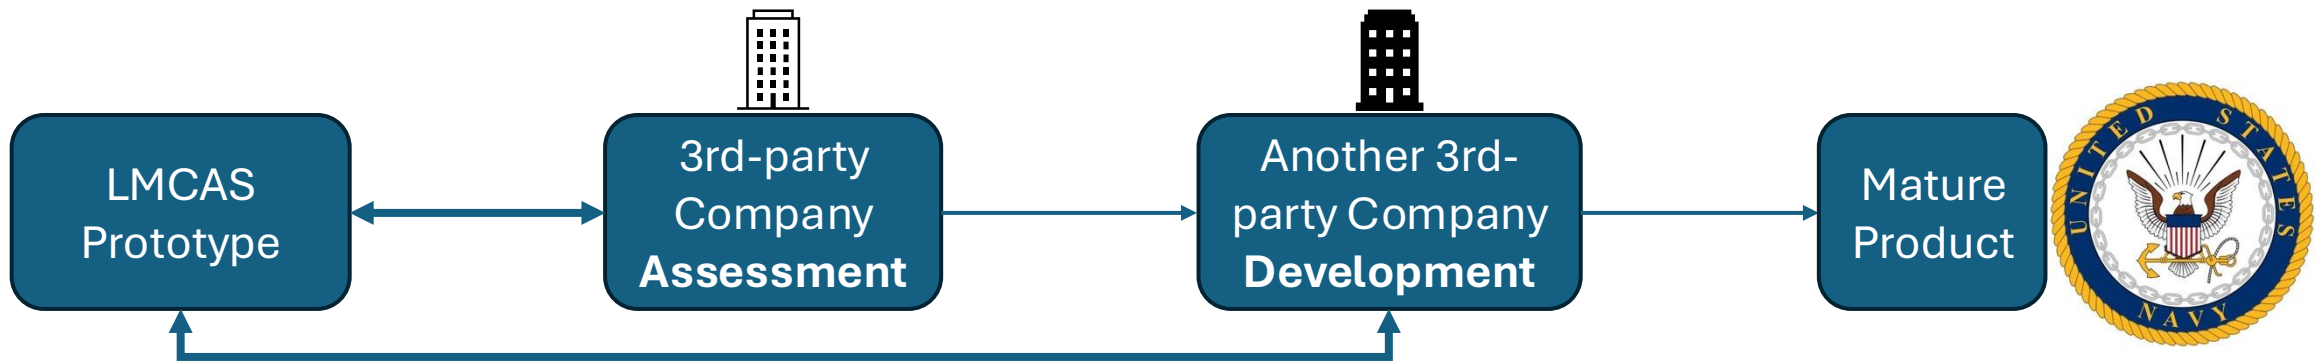 LMCAS
Prototype
3rd-party
Company
Assessment
Another 3rd-
party Company
Development
Mature
Product
UNITED STATES
NAVY